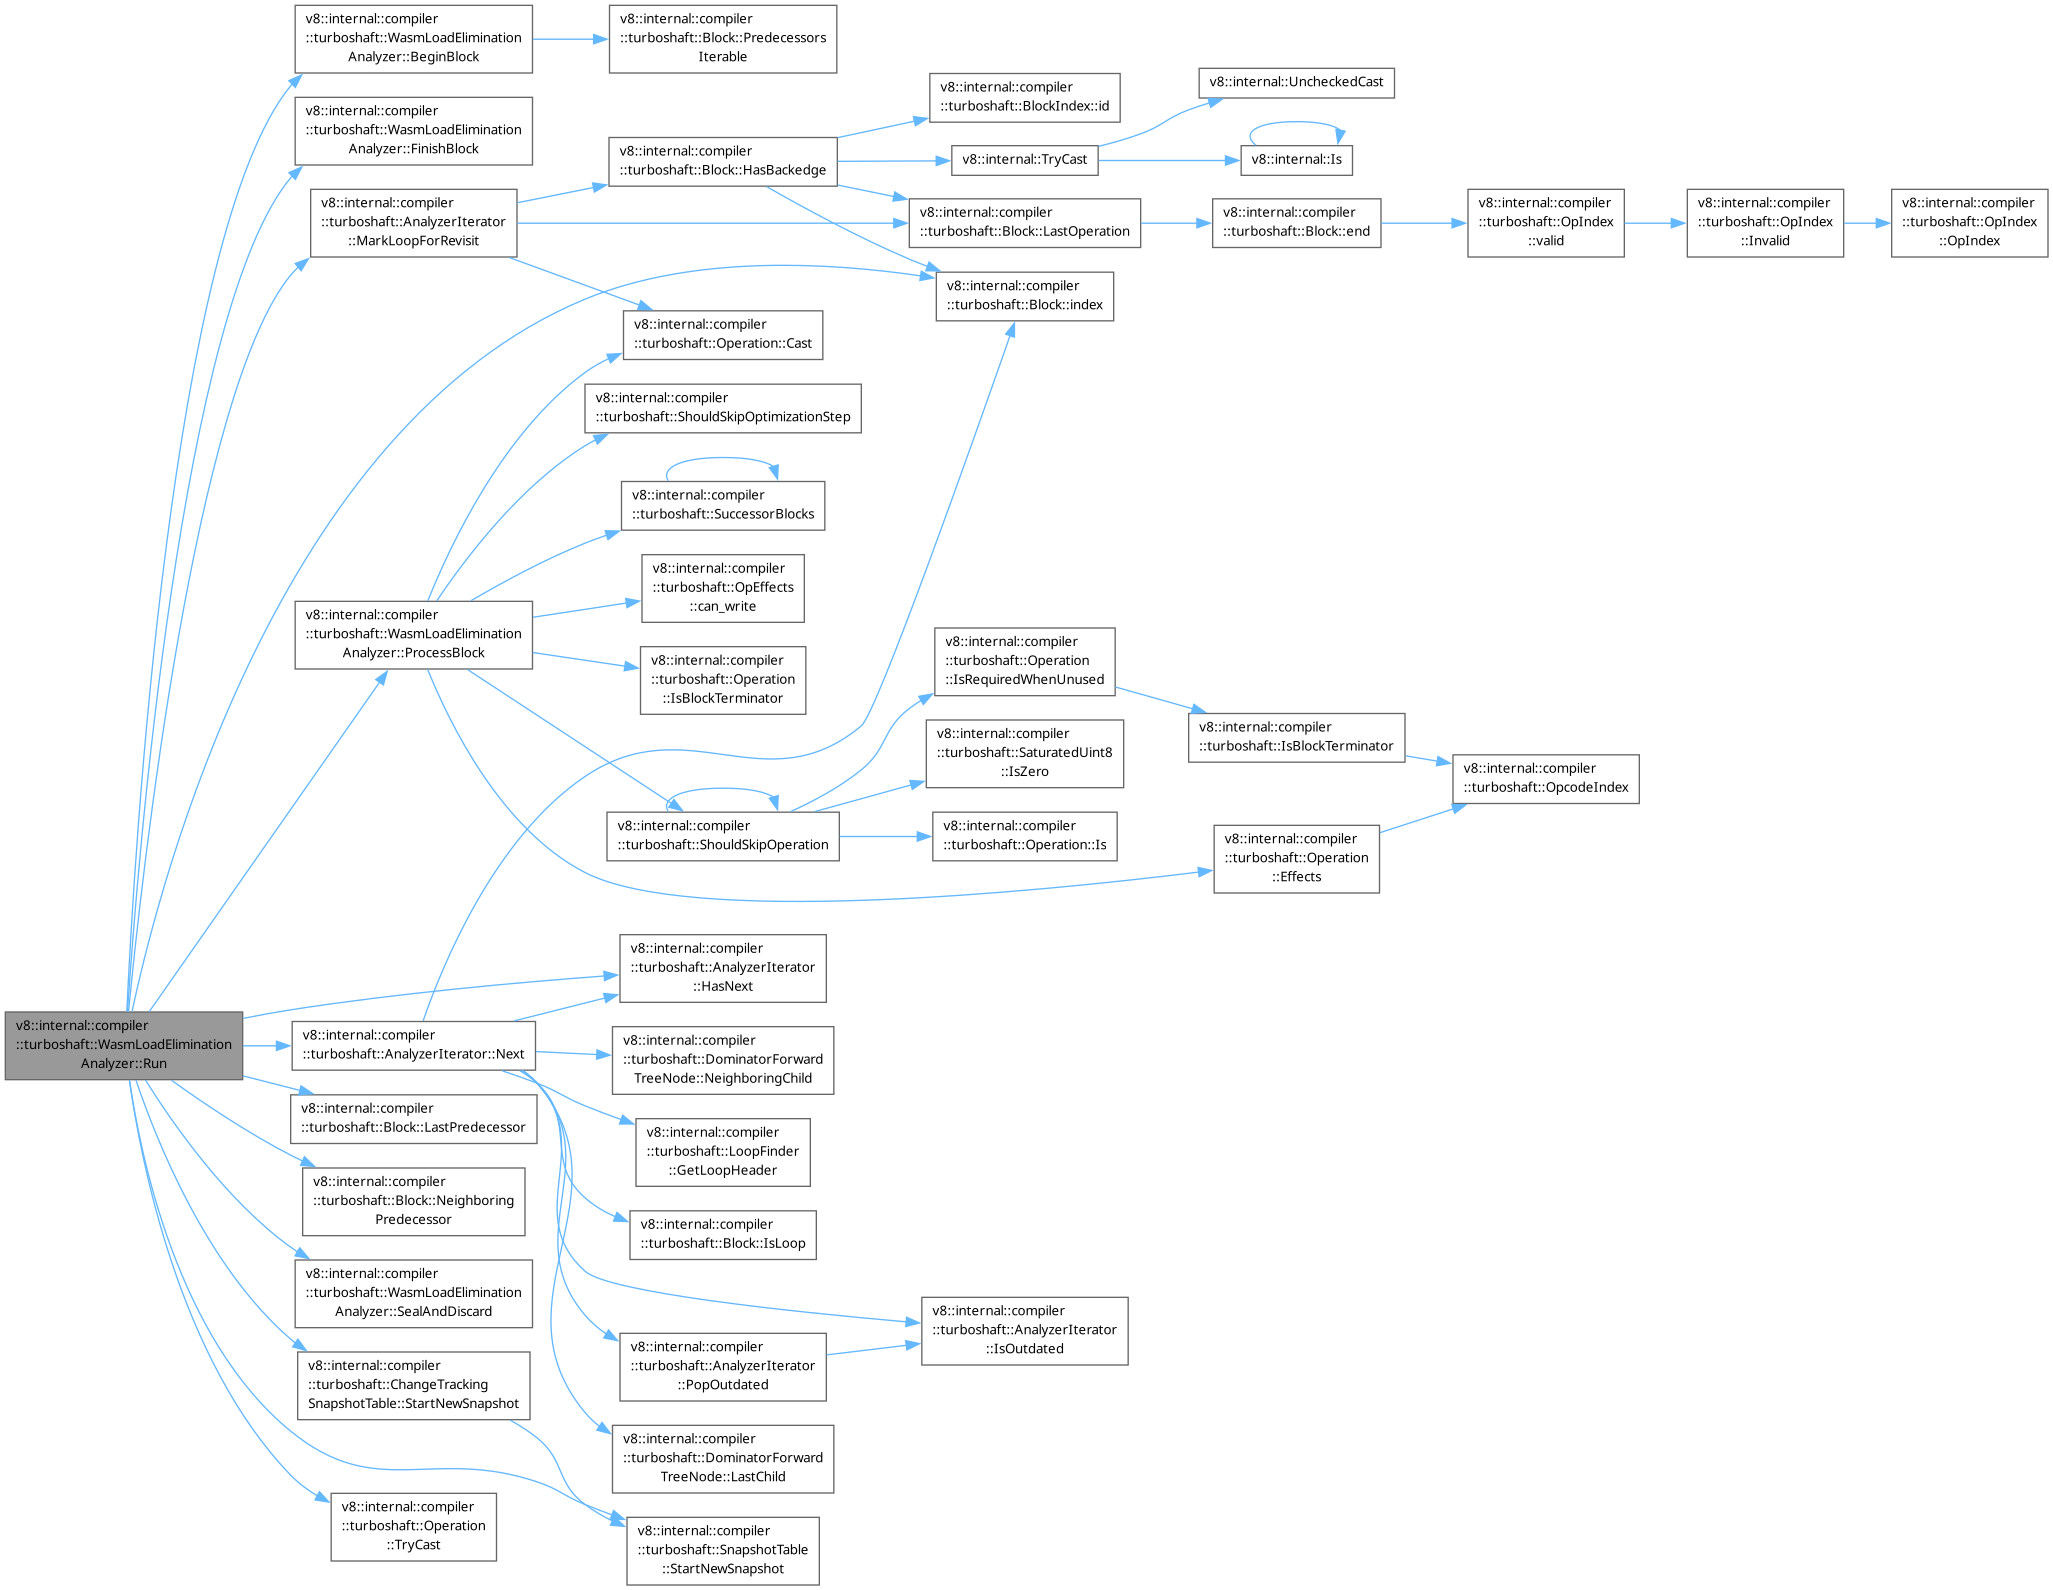 v8::internal::compiler
::turboshaft::WasmLoadElimination
Analyzer::Run
v8::internal::compiler
::turboshaft::WasmLoadElimination
Analyzer::BeginBlock
v8::internal::compiler
::turboshaft::Block::Predecessors
Iterable
v8::internal::compiler
::turboshaft::WasmLoadElimination
Analyzer::FinishBlock
v8::internal::compiler
::turboshaft::AnalyzerIterator
::MarkLoopForRevisit
v8::internal::compiler
::turboshaft::Block::HasBackedge
v8::internal::compiler
::turboshaft::BlockIndex::id
v8::internal::TryCast
v8::internal::UncheckedCast
v8::internal::Is
v8::internal::compiler
::turboshaft::Block::LastOperation
v8::internal::compiler
::turboshaft::Block::end
v8::internal::compiler
::turboshaft::OpIndex
::valid
v8::internal::compiler
::turboshaft::OpIndex
::Invalid
v8::internal::compiler
::turboshaft::OpIndex
::OpIndex
v8::internal::compiler
::turboshaft::Block::index
v8::internal::compiler
::turboshaft::Operation::Cast
v8::internal::compiler
::turboshaft::WasmLoadElimination
Analyzer::ProcessBlock
v8::internal::compiler
::turboshaft::ShouldSkipOptimizationStep
v8::internal::compiler
::turboshaft::SuccessorBlocks
v8::internal::compiler
::turboshaft::OpEffects
::can_write
v8::internal::compiler
::turboshaft::Operation
::IsBlockTerminator
v8::internal::compiler
::turboshaft::ShouldSkipOperation
v8::internal::compiler
::turboshaft::Operation
::IsRequiredWhenUnused
v8::internal::compiler
::turboshaft::SaturatedUint8
::IsZero
v8::internal::compiler
::turboshaft::Operation::Is
v8::internal::compiler
::turboshaft::IsBlockTerminator
v8::internal::compiler
::turboshaft::OpcodeIndex
v8::internal::compiler
::turboshaft::Operation
::Effects
v8::internal::compiler
::turboshaft::AnalyzerIterator
::HasNext
v8::internal::compiler
::turboshaft::AnalyzerIterator::Next
v8::internal::compiler
::turboshaft::DominatorForward
TreeNode::NeighboringChild
v8::internal::compiler
::turboshaft::LoopFinder
::GetLoopHeader
v8::internal::compiler
::turboshaft::Block::IsLoop
v8::internal::compiler
::turboshaft::AnalyzerIterator
::IsOutdated
v8::internal::compiler
::turboshaft::AnalyzerIterator
::PopOutdated
v8::internal::compiler
::turboshaft::DominatorForward
TreeNode::LastChild
v8::internal::compiler
::turboshaft::Block::LastPredecessor
v8::internal::compiler
::turboshaft::Block::Neighboring
Predecessor
v8::internal::compiler
::turboshaft::WasmLoadElimination
Analyzer::SealAndDiscard
v8::internal::compiler
::turboshaft::ChangeTracking
SnapshotTable::StartNewSnapshot
v8::internal::compiler
::turboshaft::SnapshotTable
::StartNewSnapshot
v8::internal::compiler
::turboshaft::Operation
::TryCast